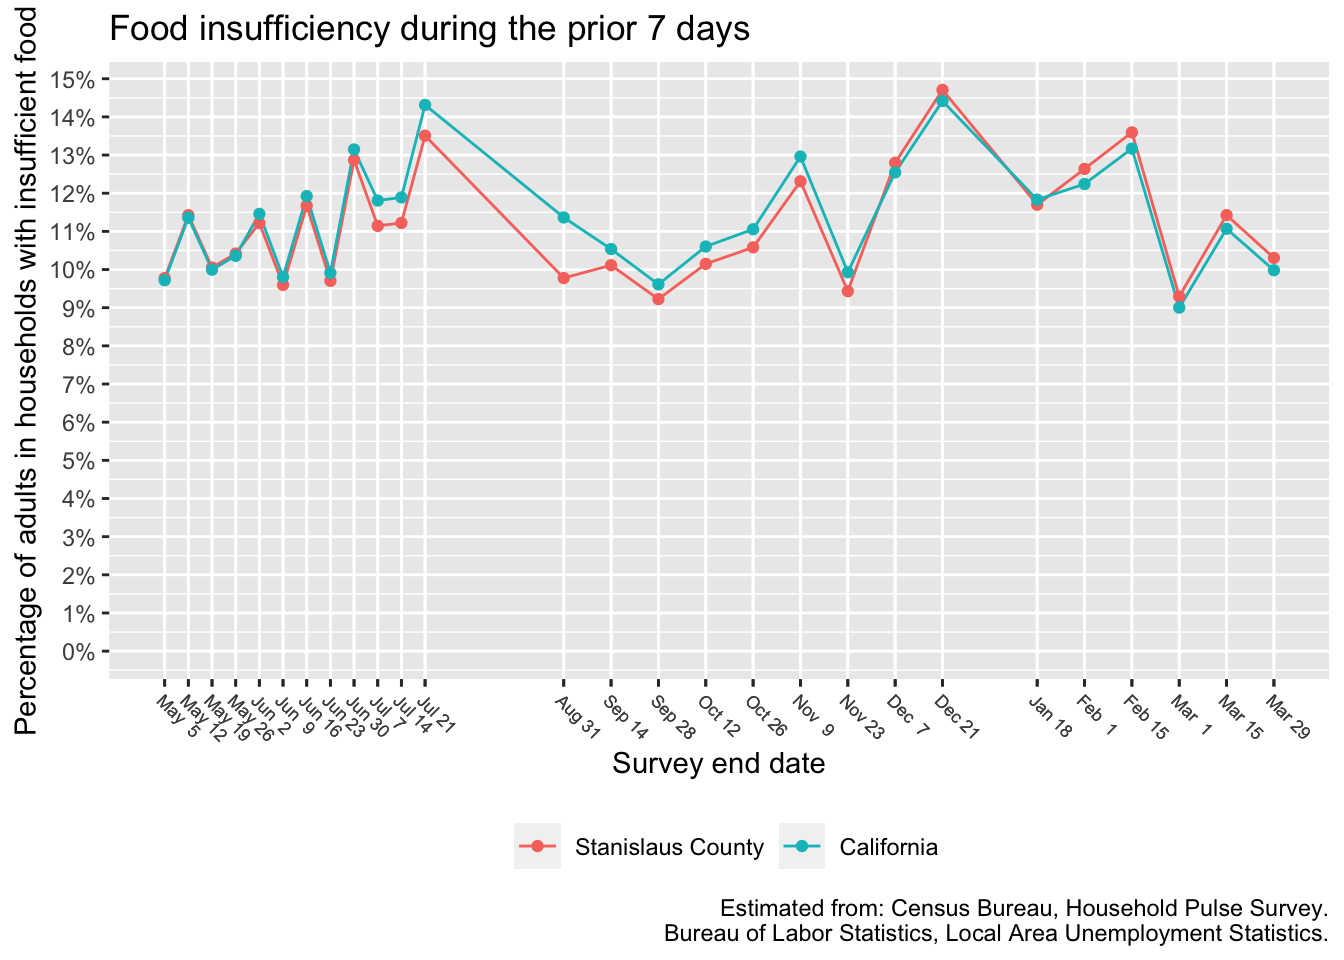 Food insufficiency during the prior 7 days
Percentage of adults in households with insufficient food
15%
14%
13%
12%
11%
10%
9%
8%
7%
6%
5%
4%
3%
2%
1%
0%
May 5
May 12
May 19
May 26
Jun 2
Jun 9
Jun 16
Jun 23
Jun 30
Jul 7
Jul 14
Jul 21
Aug 31
Sep 14
Sep 28
Oct 12
Oct 26
Nov 9
Nov 23
Dec 7
Dec 21
Jan 18
Feb 1
Feb 15
Mar 1
Mar 15
Mar 29
Survey end date
Stanislaus County
California
Estimated from: Census Bureau, Household Pulse Survey.
Bureau of Labor Statistics, Local Area Unemployment Statistics.